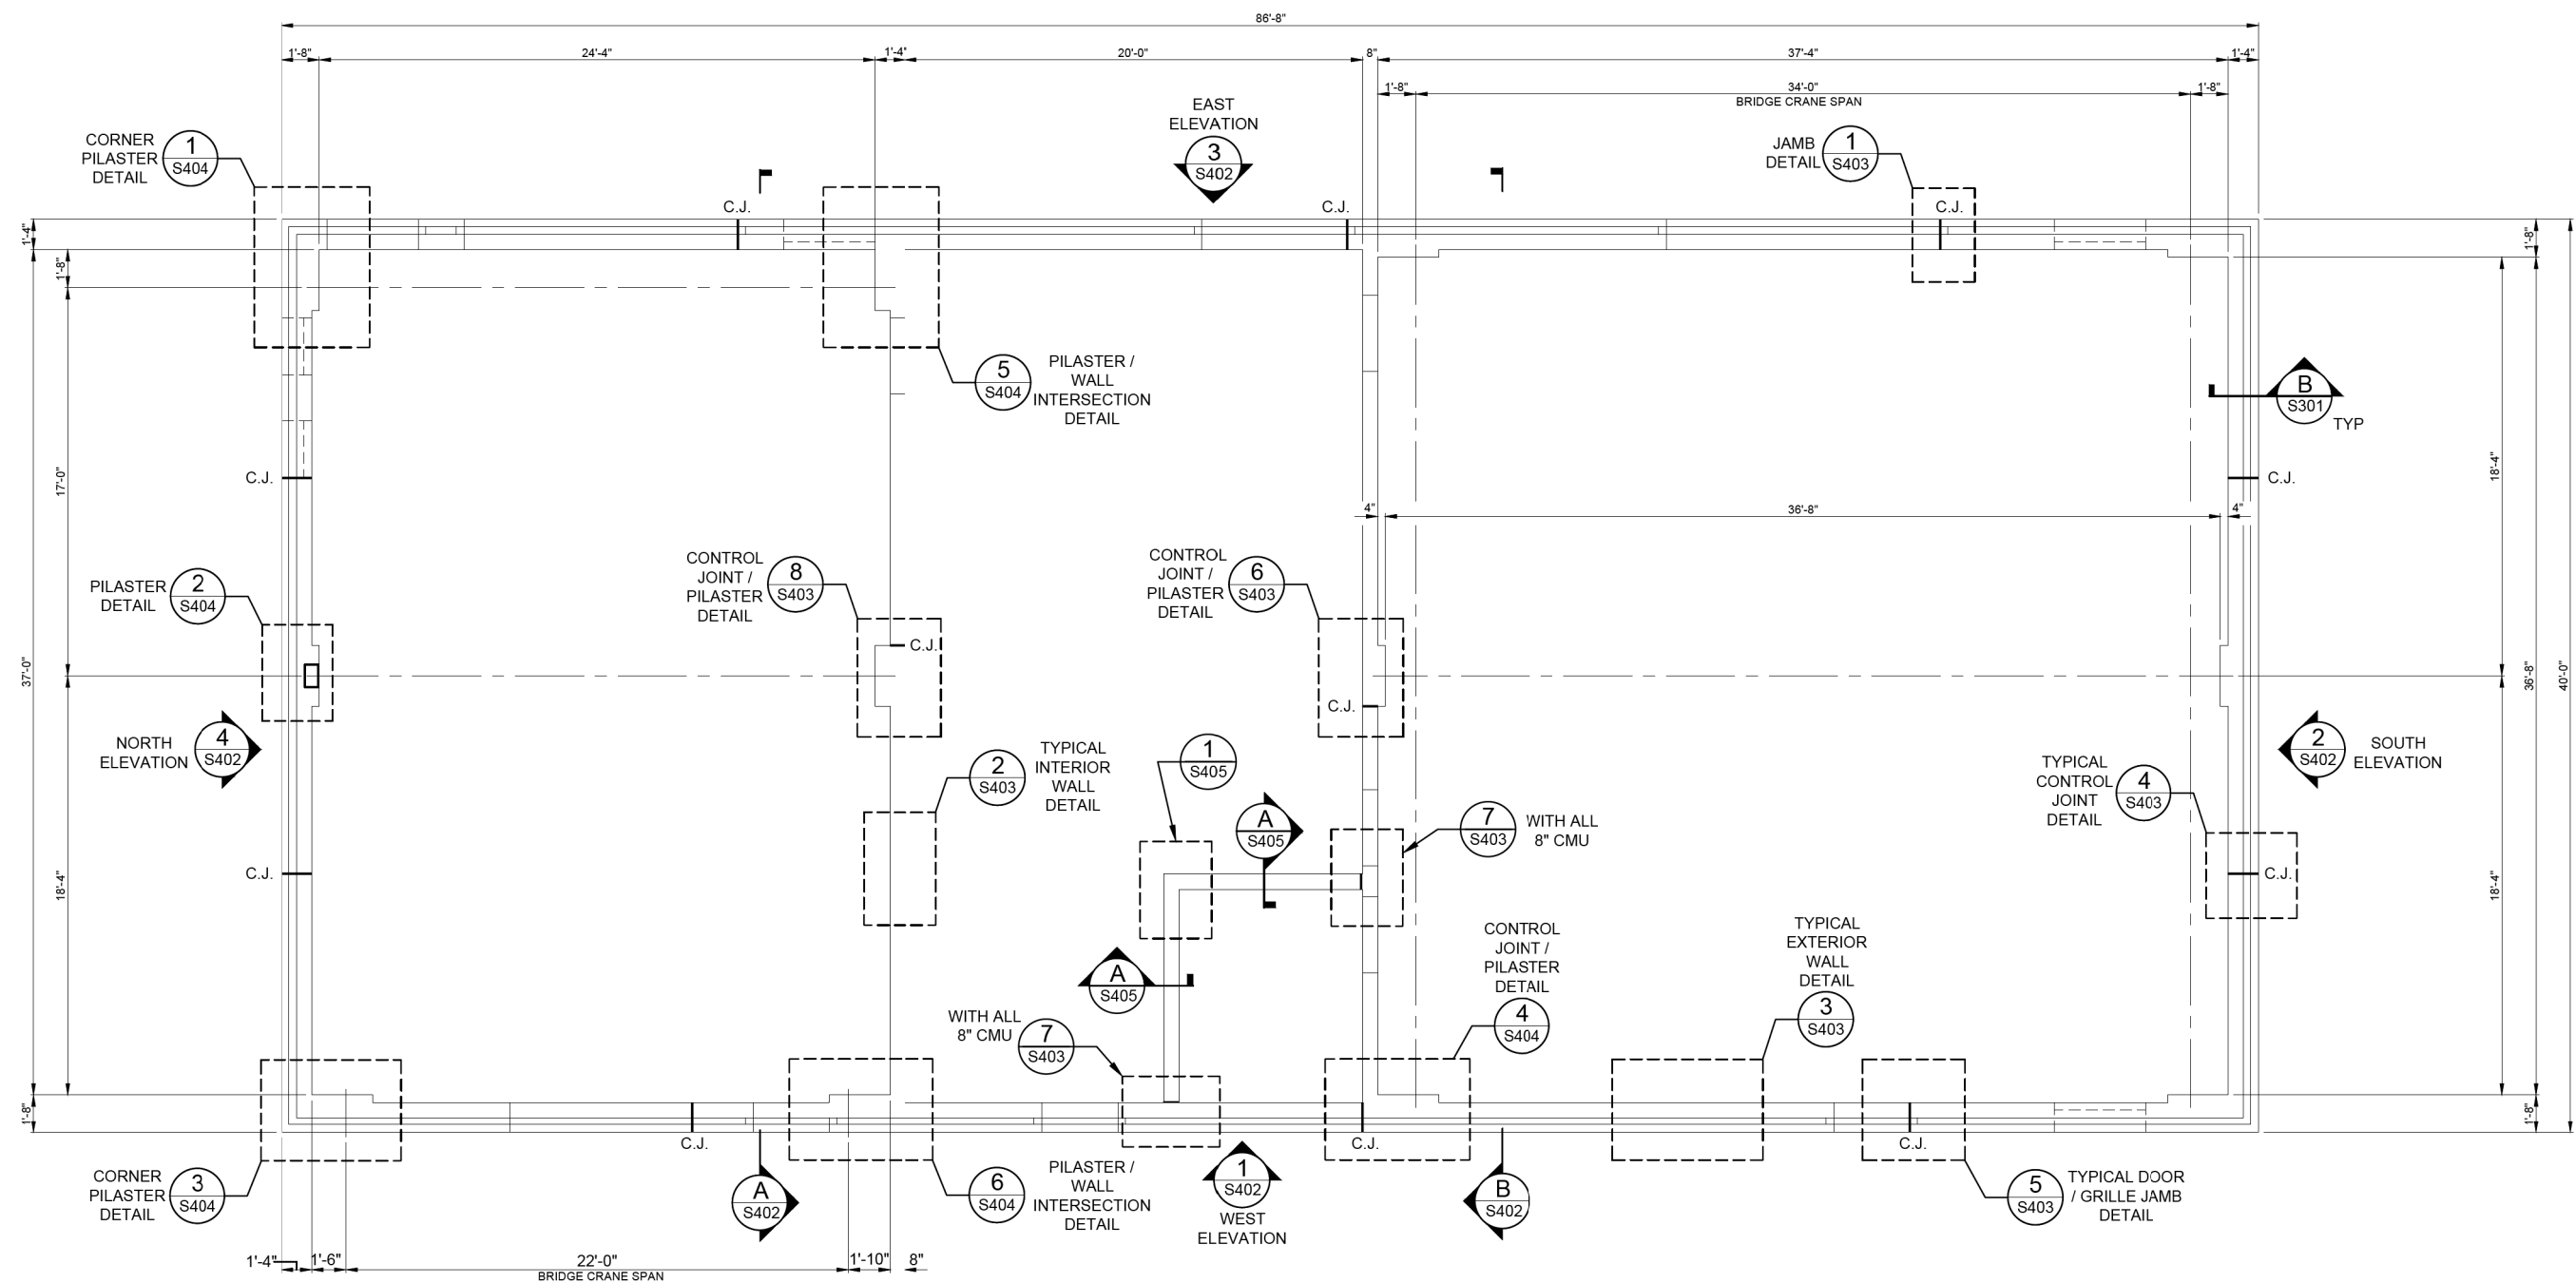 86'-8"
1'-8"
24'-4"
1'-4"
20'-0"
8"
37'-4"
1'-4"
1'-8"
34'-0"
BRIDGE CRANE SPAN
1'-8"
CORNER
PILASTER
DETAIL
1
S404
EAST
ELEVATION
3
S402
JAMB
DETAIL
1
S403
C.J.
C.J.
C.J.
1'-4"
1'-8"
1'-8"
5
S404
PILASTER /
WALL
INTERSECTION
DETAIL
B
S301
TYP
17'-0"
C.J.
C.J.
18'-4"
4"
36'-8"
4"
PILASTER
DETAIL
2
S404
CONTROL
JOINT /
PILASTER
DETAIL
8
S403
C.J.
CONTROL
JOINT /
PILASTER
DETAIL
6
S403
C.J.
37'-0"
36'-8"
40'-0"
NORTH
ELEVATION
4
S402
2
S403
TYPICAL
INTERIOR
WALL
DETAIL
1
S405
A
S405
7
S403
WITH ALL
8" CMU
TYPICAL
CONTROL
JOINT
DETAIL
4
S403
2
S402
SOUTH
ELEVATION
C.J.
C.J.
18'-4"
18'-4"
A
S405
WITH ALL
8" CMU
7
S403
CONTROL
JOINT /
PILASTER
DETAIL
4
S404
TYPICAL
EXTERIOR
WALL
DETAIL
3
S403
1'-8"
1'-8"
C.J.
C.J.
C.J.
CORNER
PILASTER
DETAIL
3
S404
A
S402
6
S404
PILASTER /
WALL
INTERSECTION
DETAIL
1
S402
WEST
ELEVATION
B
S402
5
S403
TYPICAL DOOR
/ GRILLE JAMB
DETAIL
1'-4"
1'-6"
22'-0"
BRIDGE CRANE SPAN
1'-10"
8"